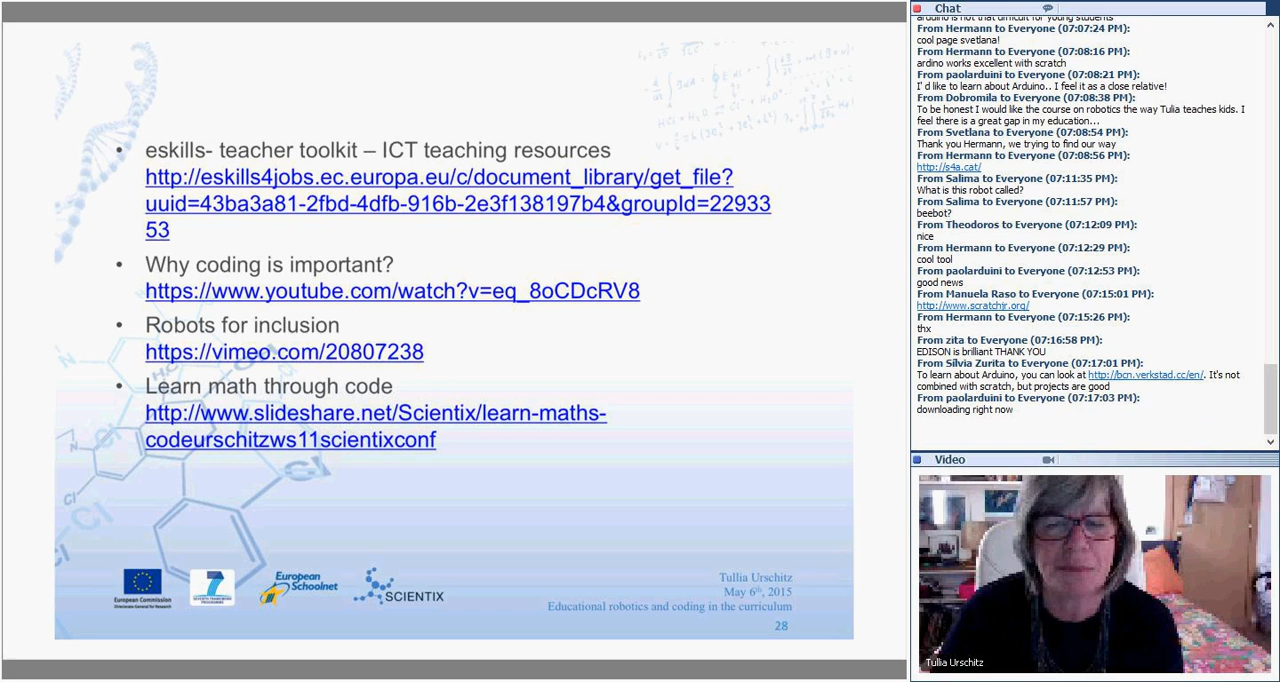 • eskills- teacher toolkit – ICT teaching resources
http://eskills4jobs.ec.europa.eu/c/document_library/get_file?
uuid=43ba3a81-2fbd-4dfb-916b-2e3f138197b4&groupId=22933
53
• Why coding is important?
https://www.youtube.com/watch?v=eq_8oCDcRV8
• Robots for inclusion
https://vimeo.com/20807238
• Learn math through code
http://www.slideshare.net/Scientix/learn-maths-
codeurschitzws11scientixconf
European Commission
Directorate-General for Research
7
SEVENTH FRAMEWORK
PROGRAMME
European
Schoolnet
SCIENTIX
Tullia Urschitz
May 6th, 2015
Educational robotics and coding in the curriculum
28
Chat
arduino is not that difficult for young students
From Hermann to Everyone (07:07:24 PM):
cool page svetlana!
From Hermann to Everyone (07:08:16 PM):
ardino works excellent with scratch
From paolarduini to Everyone (07:08:21 PM):
I' d like to learn about Arduino.. I feel it as a close relative!
From Dobromila to Everyone (07:08:38 PM):
To be honest I would like the course on robotics the way Tulia teaches kids. I
feel there is a great gap in my education...
From Svetlana to Everyone (07:08:54 PM):
Thank you Hermann, we trying to find our way
From Hermann to Everyone (07:08:56 PM):
http://s4a.cat/
From Salima to Everyone (07:11:35 PM):
What is this robot called?
From Salima to Everyone (07:11:57 PM):
beebot?
From Theodoros to Everyone (07:12:09 PM):
nice
From Hermann to Everyone (07:12:29 PM):
cool tool
From paolarduini to Everyone (07:12:53 PM):
good news
From Manuela Raso to Everyone (07:15:01 PM):
http://www.scratchjr.org/
From Hermann to Everyone (07:15:26 PM):
thx
From zita to Everyone (07:16:58 PM):
EDISON is brilliant THANK YOU
From Sílvia Zurita to Everyone (07:17:01 PM):
To learn about Arduino, you can look at http://bcn.verkstad.cc/en/. It's not
combined with scratch, but projects are good
From paolarduini to Everyone (07:17:03 PM):
downloading right now
Video
Tullia Urschitz